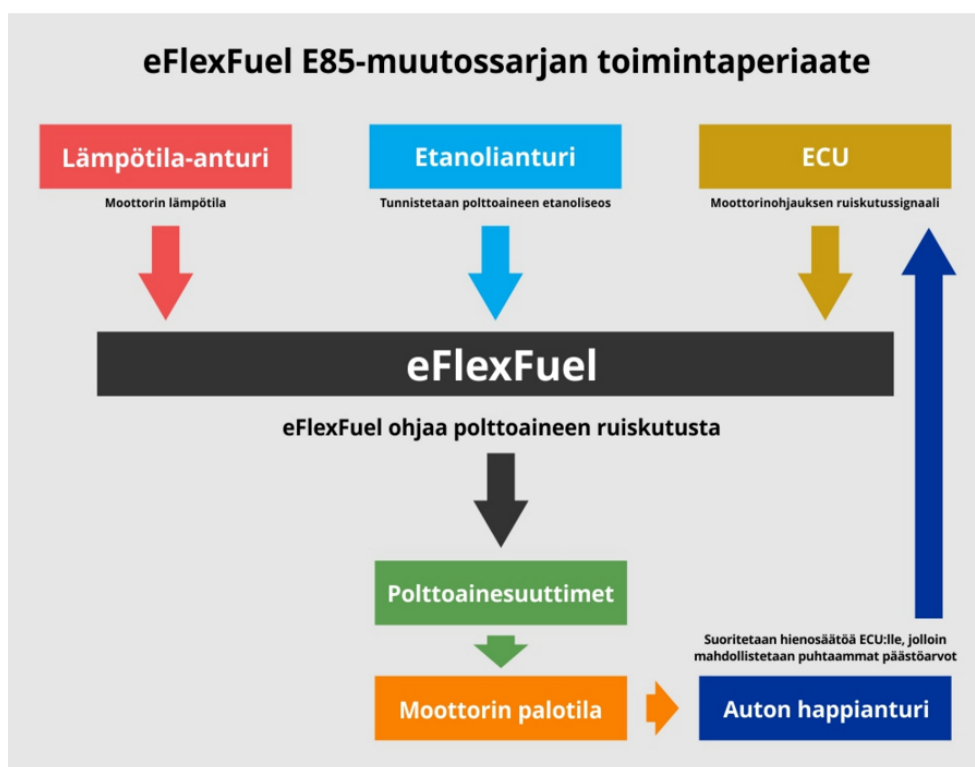 eFlexFuel E85-muutossarjan toimintaperiaate
Lämpötila-anturi
Moottorin lämpötila
Etanolianturi
Tunnistetaan polttoaineen etanoliseos
ECU
Moottorinohjauksen ruiskutussignaali
eFlexFuel
eFlexFuel ohjaa polttoaineen ruiskutusta
Polttoainesuuttimet
Moottorin palotila
Suoritetaan hienosäätöä ECU:lle, jolloin
mahdollistetaan puhtaammat päästöarvot
Auton happianturi